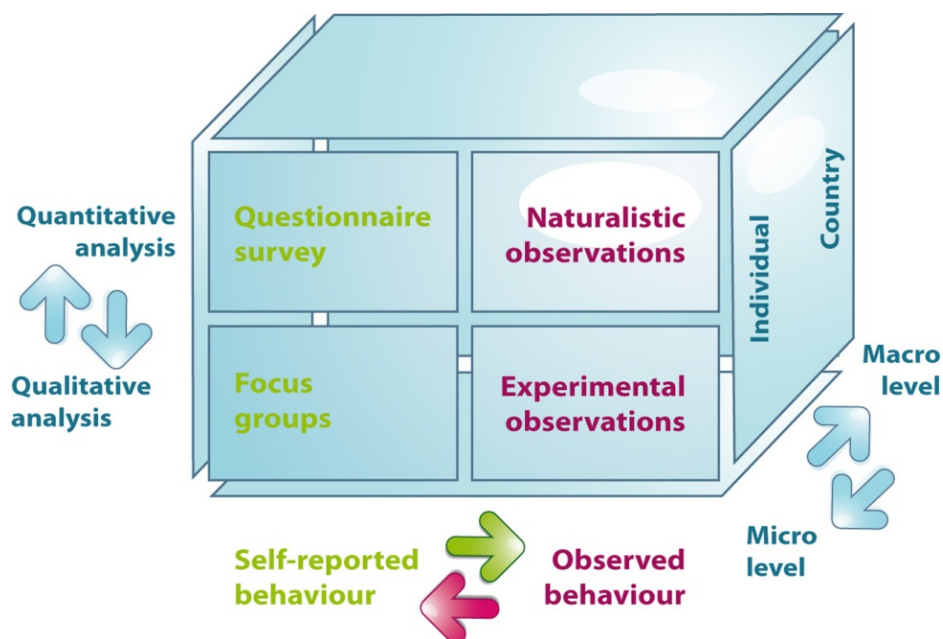 Quantitative
analysis
Qualitative
analysis
Questionnaire
survey
Naturalistic
observations
Focus
groups
Experimental
observations
Individual
Country
Macro
level
Micro
level
Self-reported
behaviour
Observed
behaviour